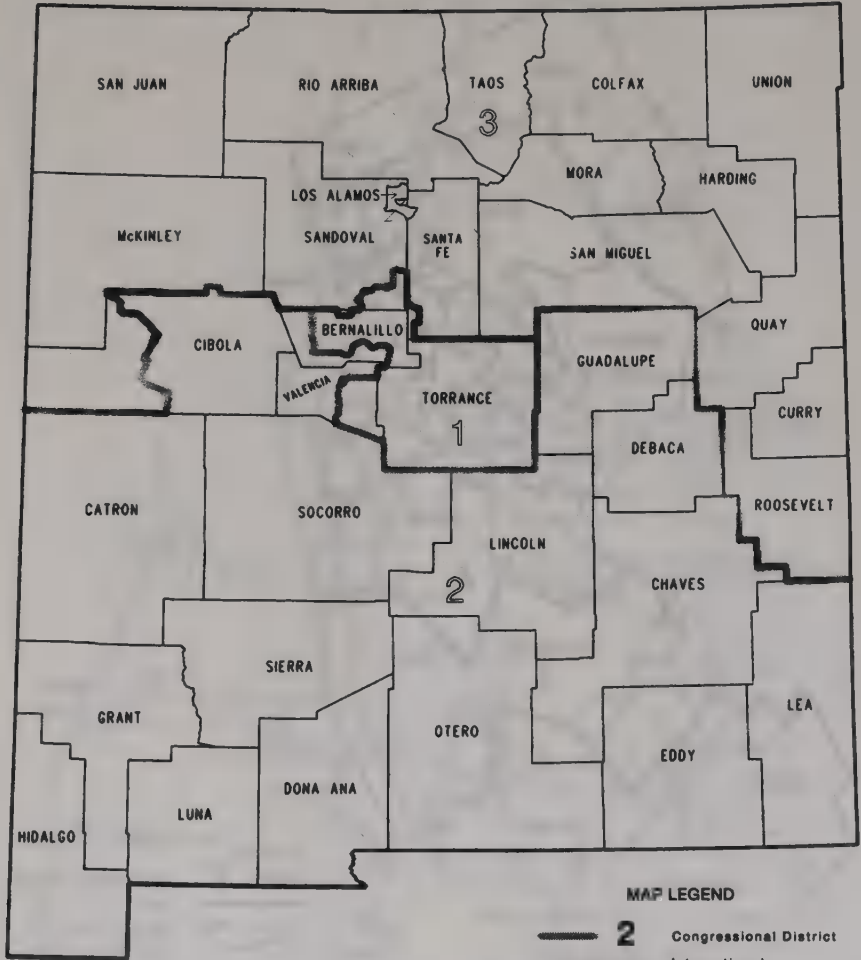 SAN JUAN
RIO ARRIBA
TAOS
3
COLFAX
UNION
MORA
HARDING
LOS ALAMOS
McKINLEY
SANDOVAL
SANTA
FE
SAN MIGUEL
QUAY
CIBOLA
BERNALILLO
GUADALUPE
VALENCIA
TORRANCE
1
CURRY
DEBACA
ROOSEVELT
CATRON
SOCORRO
LINCOLN
2
CHAVES
SIERRA
GRANT
LEA
OTERO
EDDY
DONA ANA
LUNA
HIDALGO
MAP LEGEND
2 Congressional District